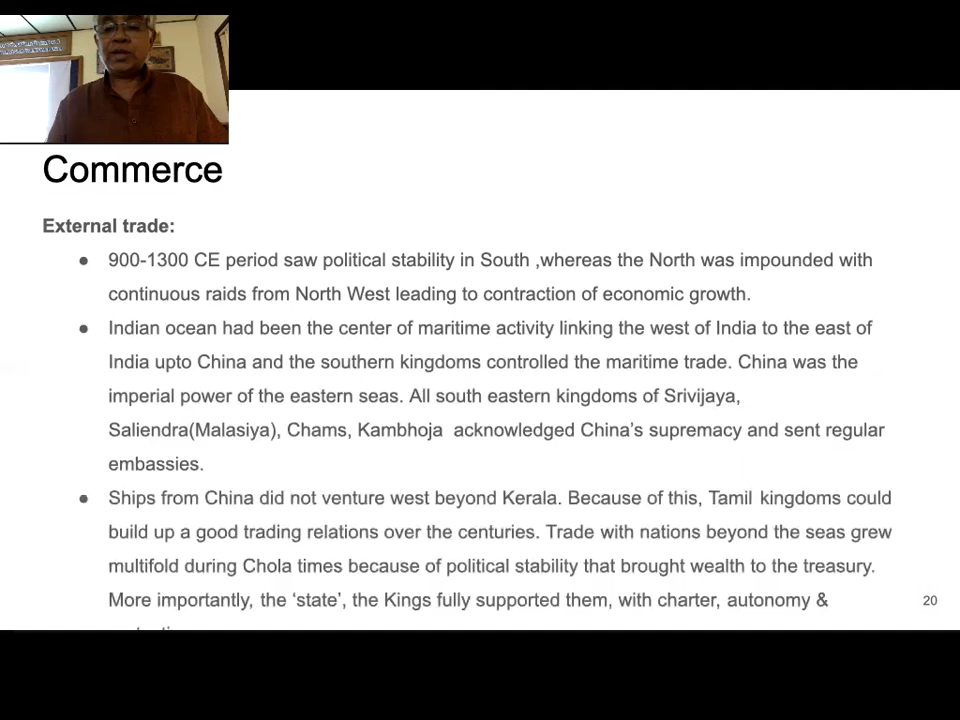 Commerce
External trade:
● 900-1300 CE period saw political stability in South ,whereas the North was impounded with
continuous raids from North West leading to contraction of economic growth.
● Indian ocean had been the center of maritime activity linking the west of India to the east of
India upto China and the southern kingdoms controlled the maritime trade. China was the
imperial power of the eastern seas. All south eastern kingdoms of Srivijaya,
Saliendra(Malasiya), Chams, Kambhoja acknowledged China's supremacy and sent regular
embassies.
● Ships from China did not venture west beyond Kerala. Because of this, Tamil kingdoms could
build up a good trading relations over the centuries. Trade with nations beyond the seas grew
multifold during Chola times because of political stability that brought wealth to the treasury.
More importantly, the ‘state’, the Kings fully supported them, with charter, autonomy &
20